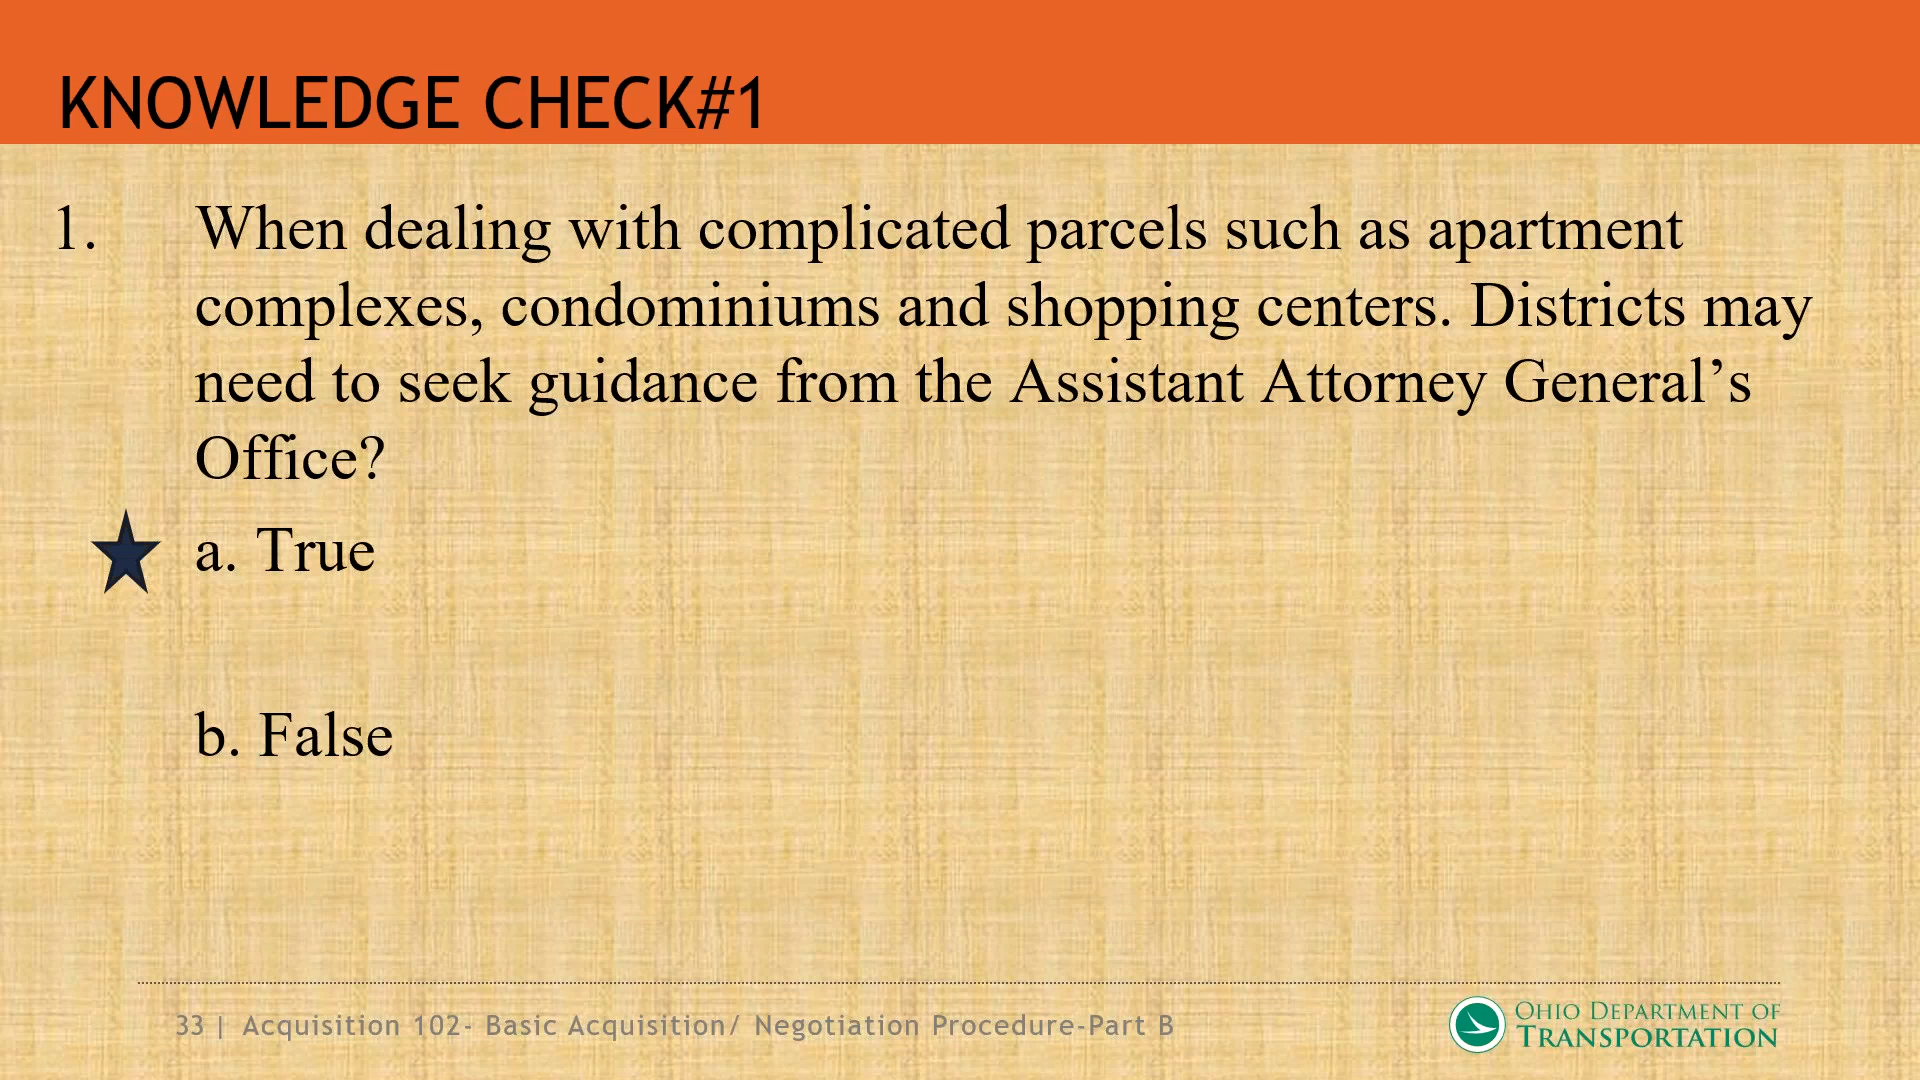 KNOWLEDGE CHECK#1
1. When dealing with complicated parcels such as apartment
complexes, condominiums and shopping centers. Districts may
need to seek guidance from the Assistant Attorney General’s
Office?
a. True
b. False
33 | Acquisition 102- Basic Acquisition/ Negotiation Procedure-Part B
OHIO DEPARTMENT OF
TRANSPORTATION